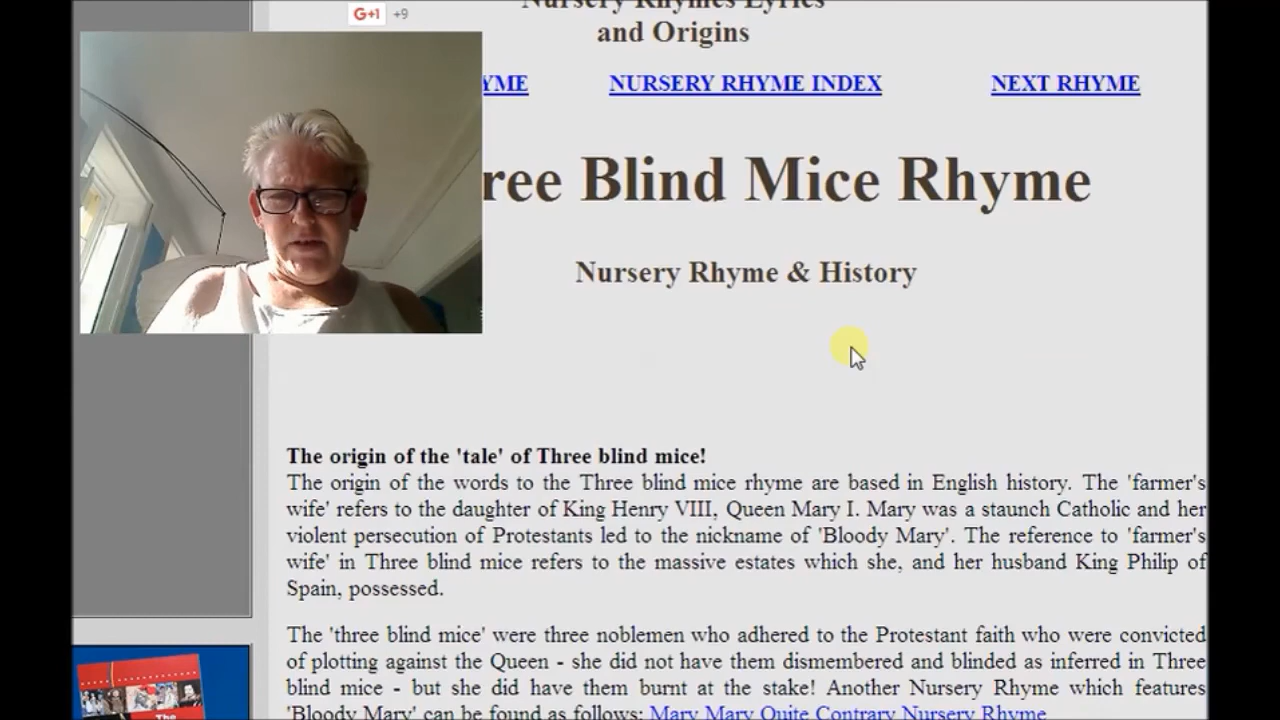 G+1 +9
Nursery Rhymes Lyrics
and Origins
YME NURSERY RHYME INDEX NEXT RHYME
ree Blind Mice Rhyme
Nursery Rhyme & History
The origin of the 'tale' of Three blind mice!
The origin of the words to the Three blind mice rhyme are based in English history. The 'farmer's
wife' refers to the daughter of King Henry VIII, Queen Mary I. Mary was a staunch Catholic and her
violent persecution of Protestants led to the nickname of 'Bloody Mary'. The reference to 'farmer's
wife' in Three blind mice refers to the massive estates which she, and her husband King Philip of
Spain, possessed.
The 'three blind mice' were three noblemen who adhered to the Protestant faith who were convicted
of plotting against the Queen - she did not have them dismembered and blinded as inferred in Three
blind mice - but she did have them burnt at the stake! Another Nursery Rhyme which features
'Bloody Mary' can be found as follows: Mary Mary Quite Contrary Nursery Rhyme
The